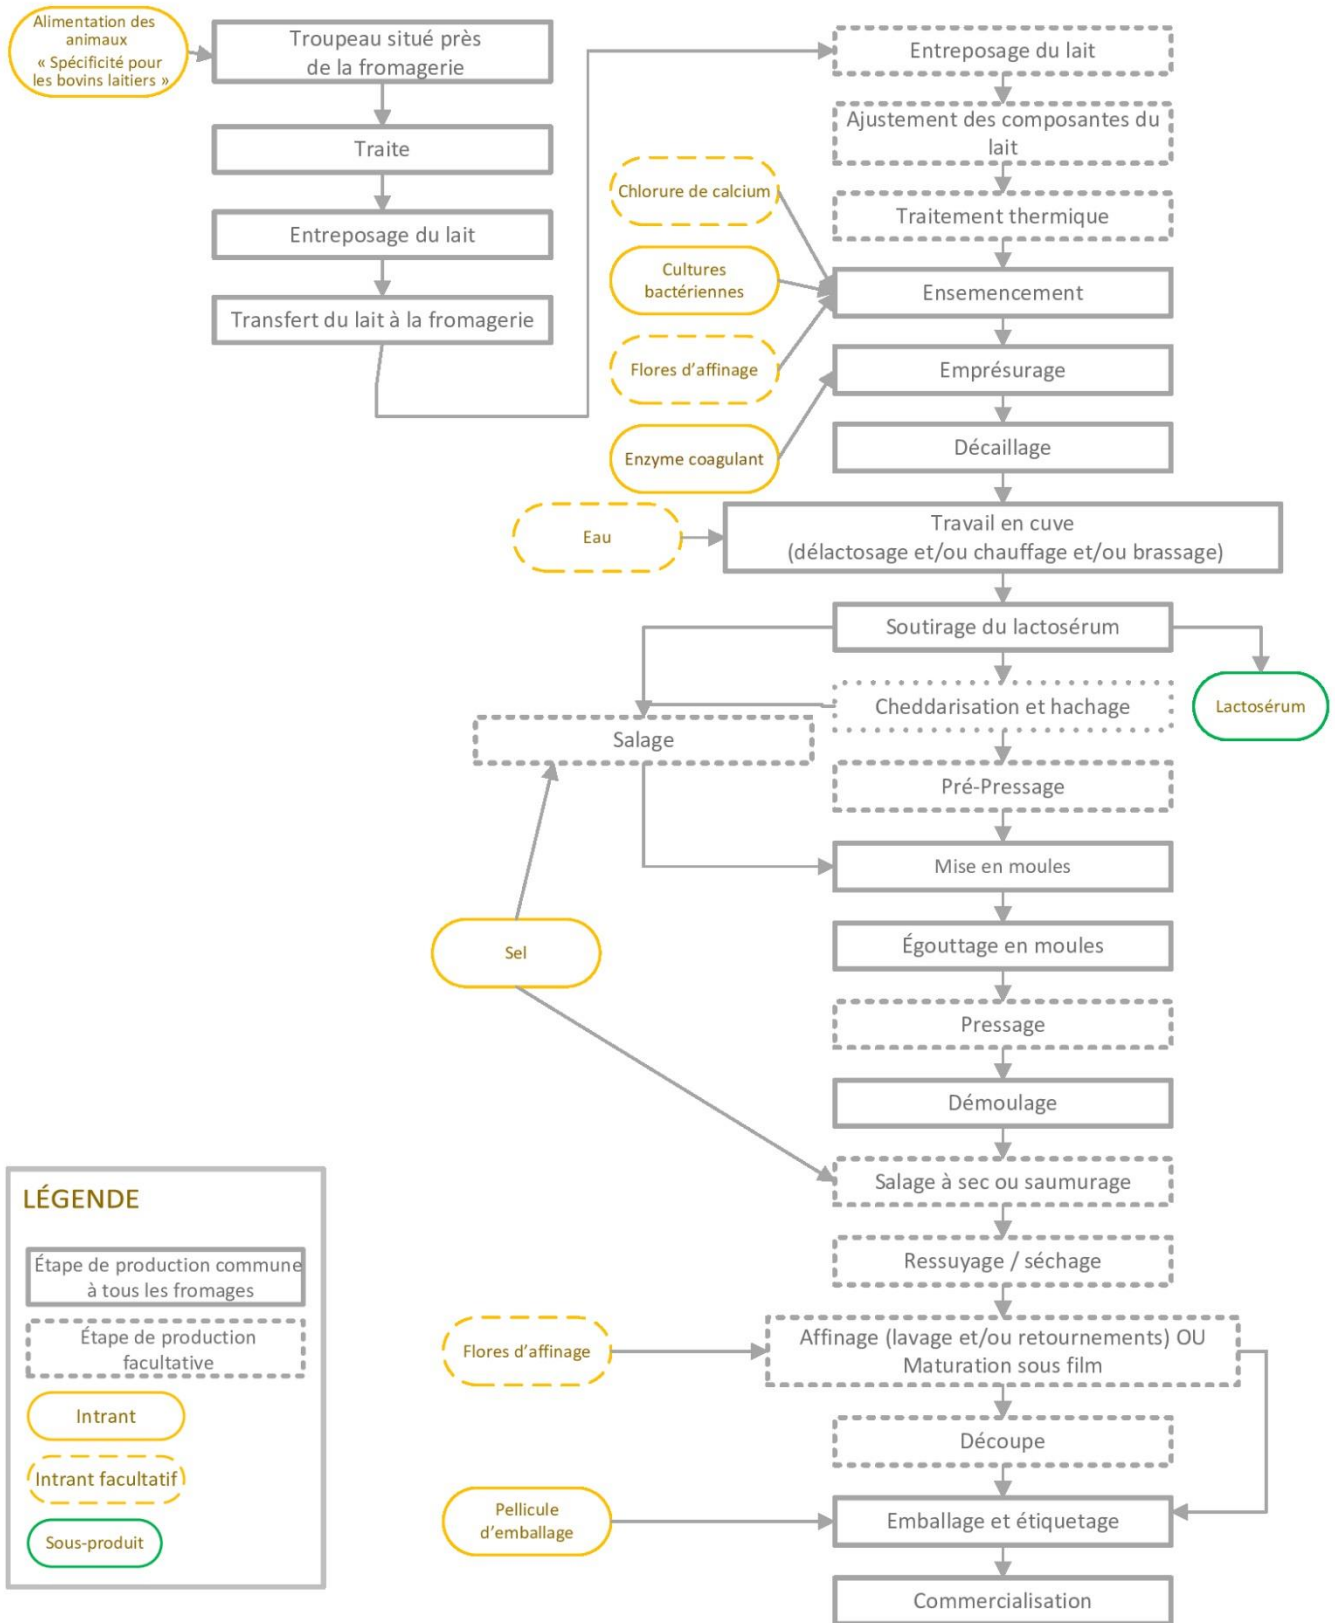 Alimentation des
animaux
« Spécificité pour
les bovins laitiers »
Troupeau situé près
de la fromagerie
Traite
Entreposage du lait
Transfert du lait à la fromagerie
Entreposage du lait
Ajustement des composantes du
lait
Traitement thermique
Chlorure de calcium
Cultures
bactériennes
Ensemencement
Flores d’affinage
Emprésurage
Enzyme coagulant
Décaillage
Eau
Travail en cuve
(délactosage et/ou chauffage et/ou brassage)
Soutirage du lactosérum
Lactosérum
Cheddarisation et hachage
Salage
Pré-Pressage
Mise en moules
Sel
Égouttage en moules
Pressage
Démoulage
Salage à sec ou saumurage
Ressuyage / séchage
Flores d’affinage
Affinage (lavage et/ou retournements) OU
Maturation sous film
Découpe
Pellicule
d’emballage
Emballage et étiquetage
Commercialisation
LÉGENDE
Étape de production commune
à tous les fromages
Étape de production
facultative
Intrant
Intrant facultatif
Sous-produit